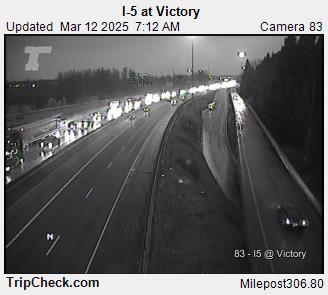 I-5 at Victory
Updated Mar 12 2025 7:12 AM Camera 83
T
N
83 - I5 @ Victory
TripCheck.com Milepost306.80